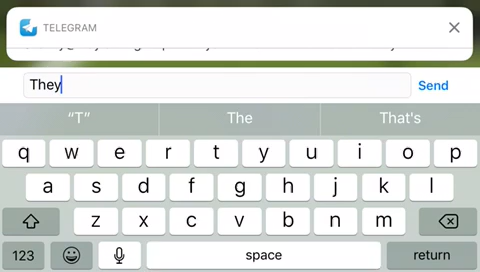 TELEGRAM
They
Send
“T”
The
That's
q w e r t y u i o p
a s d f g h j k l
z x c v b n m
123
space
return